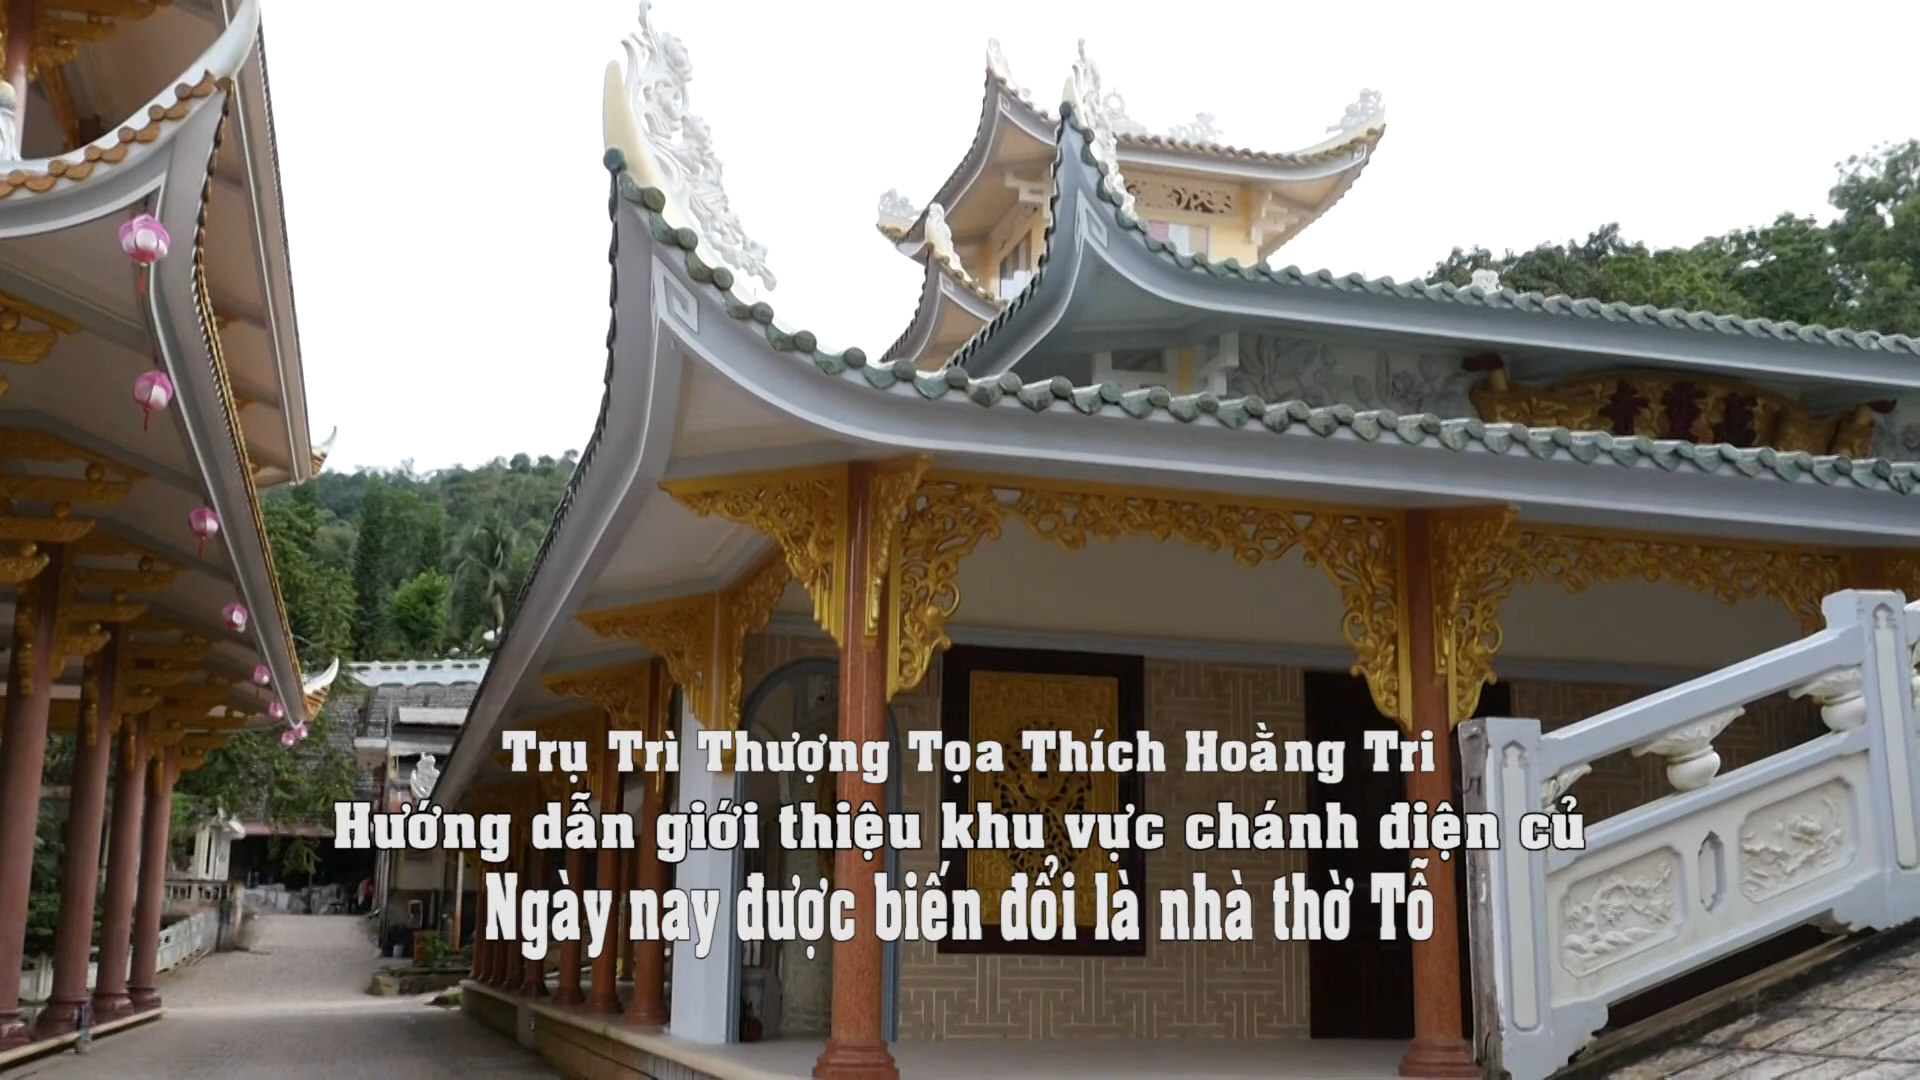 Trụ Trì Thượng Tọa Thích Hoằng Tri
Hướng dẫn giới thiệu khu vực chánh điện củ
Ngày nay được biến đổi là nhà thờ Tỗ